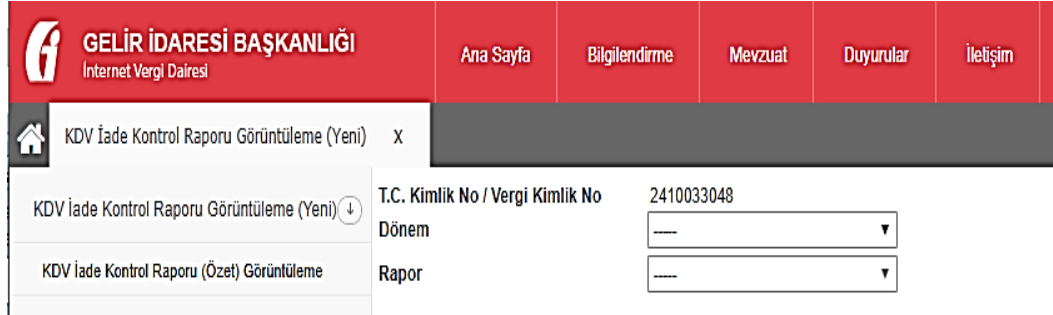 GELİR İDARESİ BAŞKANLIĞI
İnternet Vergi Dairesi
Ana Sayfa Bilgilendirme Mevzuat Duyurular İletişim
KDV İade Kontrol Raporu Görüntüleme (Yeni) X
KDV İade Kontrol Raporu Görüntüleme (Yeni)
KDV İade Kontrol Raporu (Özet) Görüntüleme
T.C. Kimlik No / Vergi Kimlik No 2410033048
Dönem -----
Rapor -----